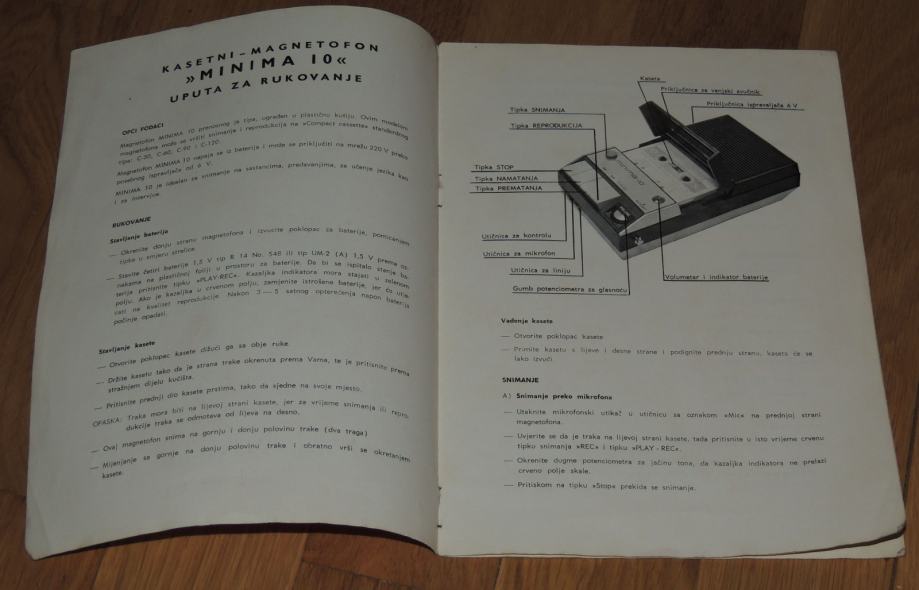 KASETNI-MAGNETOFON
»MINIMA 10«
UPUTA ZA RUKOVANJE
OPĆI PODACI
Magnetofon MINIMA 10 prenosnog je tipa, ugrađen u plastičnu kutiju. Ovim modelom
magnetofona može se vršiti snimanje i reprodukcija na »Compact cassette« standardnog
tipa: C-30, C-60, C-90 i C-120.
Magnetofon MINIMA 10 napaja se iz baterija i može se priključiti na mrežu 220 V preko
posebnog ispravljača od 6 V.
MINIMA 10 je idealan za snimanje na sastancima, predavanjima, za učenje jezika kao
i za intervjue.
RUKOVANJE
Stavljanje baterija
— Okrenite donju stranu magnetofona i izvucite poklopac za baterije, pomicanjem
tipke u smjeru strelice.
— Stavite četiri baterije 1,5 V tip R 14 No. 548 ili tip UM-2 (A) 1,5 V prema oz-
nakama na plastičnoj foliji u prostoru za baterije. Da bi se ispitalo stanje ba-
terija pritisnite tipku »PLAY-REC«. Kazaljka indikatora mora stajati u zelenom
polju. Ako je kazaljka u crvenom polju, zamjenite istrošene baterije, jer će utje-
cati na kvalitet reprodukcije. Nakon 3 — 5 satnog opterećenja napon baterija
počinje opadati.
Stavljanje kasete
— Otvorite poklopac kasete dižući ga sa obje ruke.
— Držite kasetu tako da je strana trake okrenuta prema Vama, te je pritisnite prema
stražnjem dijelu kućišta.
— Pritisnite prednji dio kasete prstima, tako da sjedne na svoje mjesto.
OPASKA: Traka mora biti na lijevoj strani kasete, jer za vrijeme snimanja ili repro-
dukcije traka se odmotava od lijeva na desno.
— Ovaj magnetofon snima na gornju i donju polovinu trake (dva traga)
— Mijenjanje sa gornje na donju polovinu trake i obratno vrši se okretanjem
kasete.
Kaseta
Priključnica za vanjski zvučnik
Priključnica ispravljača 6 V
Tipka SNIMANJA
Tipka REPRODUKCIJA
Tipka STOP
Tipka NAMATANJA
Tipka PREMATANJA
Utičnica za kontrolu
Utičnica za mikrofon
Utičnica za liniju
Gumb potenciometra za glasnoću
Volumetar i indikator baterije
Vađenje kasete
— Otvorite poklopac kasete
— Primite kasetu s lijeve i desne strane i podignite prednju stranu, kaseta će se
lako izvući.
SNIMANJE
A) Snimanje preko mikrofona
— Utaknite mikrofonski utikač u utičnicu sa oznakom »Mic« na prednjoj strani
magnetofona.
— Uvjerite se da je traka na lijevoj strani kasete, tada pritisnite u isto vrijeme crvenu
tipku snimanja »REC« i tipku »PLAY - REC«.
— Okrenite dugme potenciometra za jačinu tona, da kazaljka indikatora ne prelazi
crveno polje skale.
— Pritiskom na tipku »Stop« prekida se snimanje.